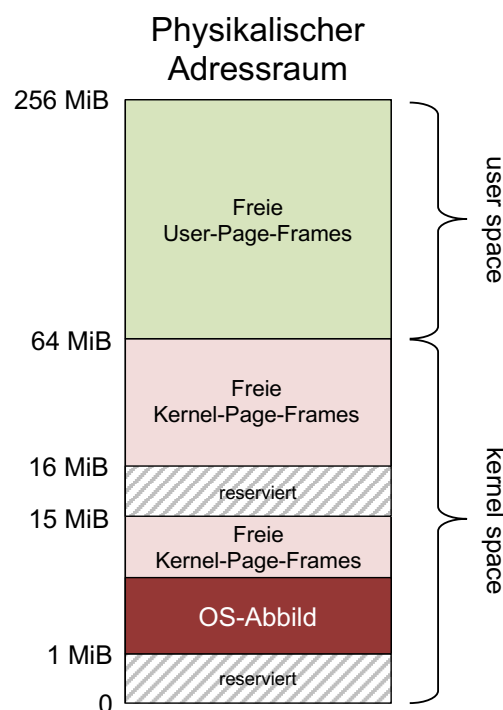 Physikalischer
Adressraum
256 MiB
Freie
User-Page-Frames
user space
64 MiB
Freie
Kernel-Page-Frames
16 MiB
reserviert
15 MiB
Freie
Kernel-Page-Frames
kernel space
OS-Abbild
1 MiB
reserviert
0